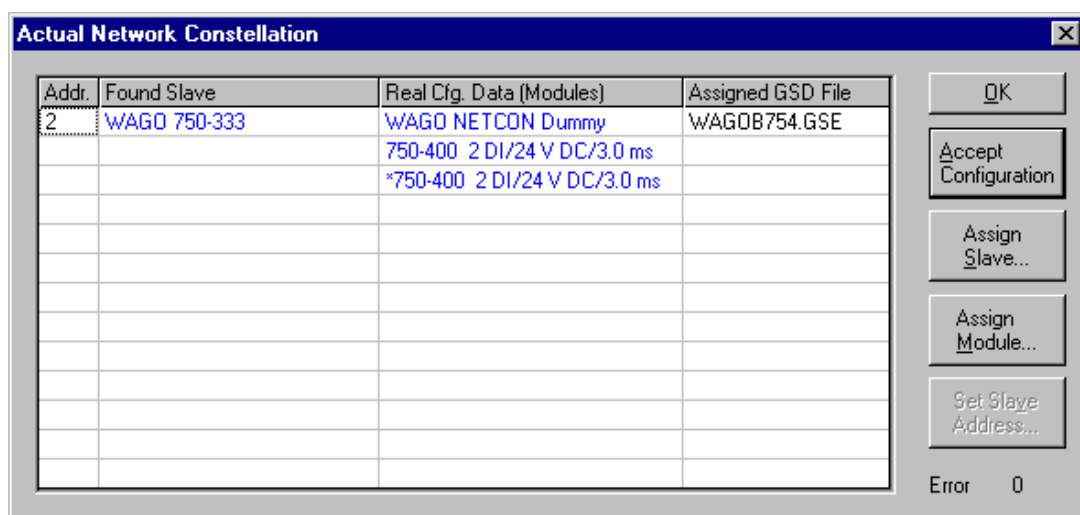 Actual Network Constellation
Addr. Found Slave Real Cfg. Data (Modules) Assigned GSD File
2 WAGO 750-333 WAGO NETCON Dummy WAGOB754.GSE
750-400 2 DI/24 V DC/3.0 ms
*750-400 2 DI/24 V DC/3.0 ms
OK
Accept
Configuration
Assign
Slave...
Assign
Module...
Set Slave
Address...
Error 0